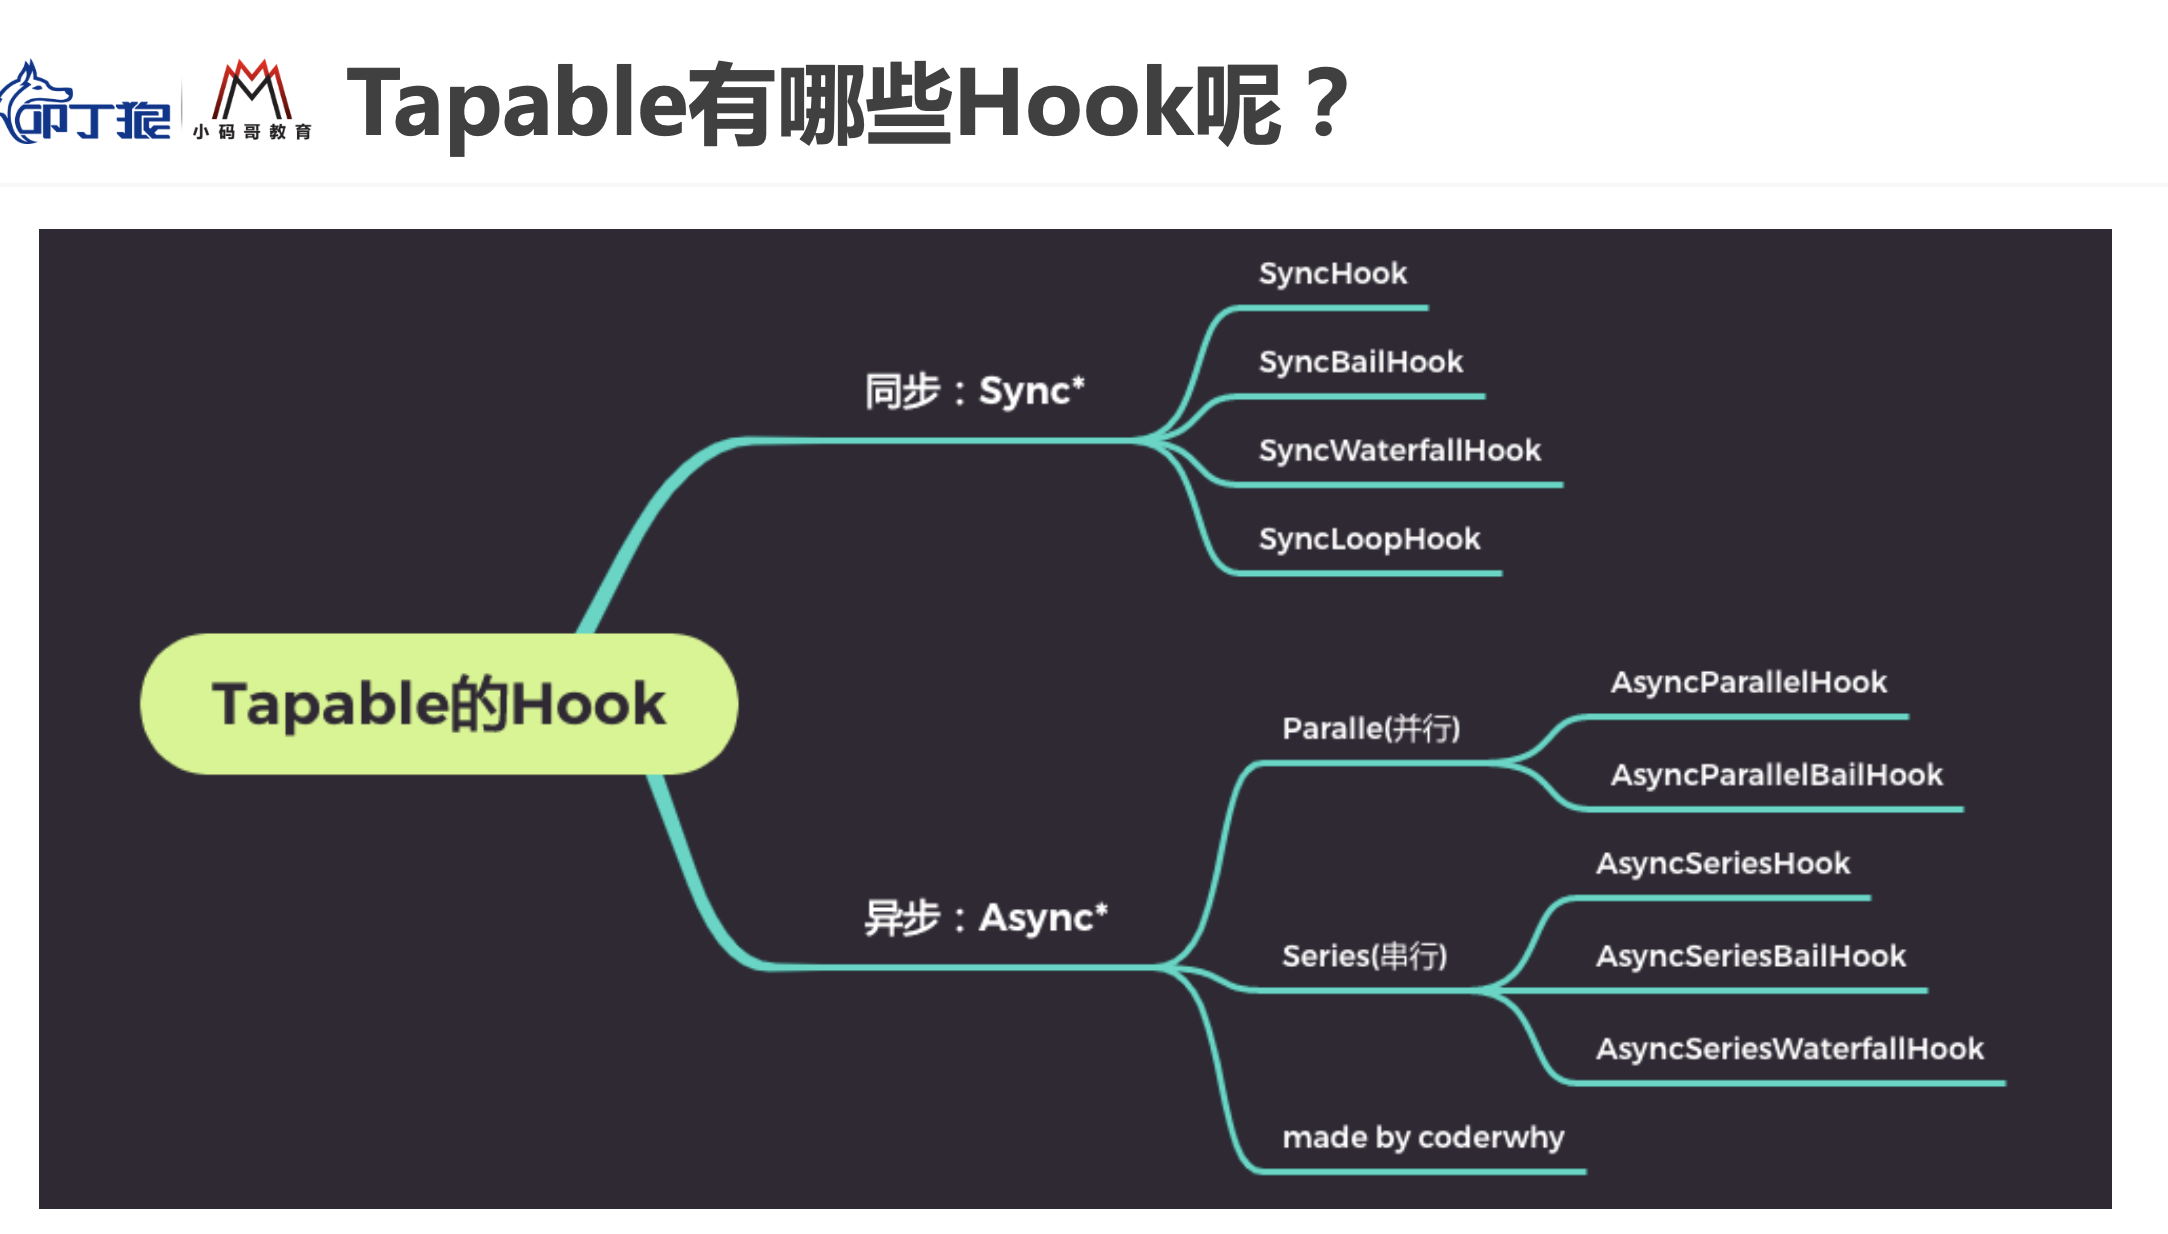 叩丁狼
小码哥教育
Tapable有哪些Hook呢？
SyncHook
SyncBailHook
同步：Sync*
SyncWaterfallHook
SyncLoopHook
Tapable的Hook
AsyncParallelHook
Paralle(并行)
AsyncParallelBailHook
AsyncSeriesHook
异步：Async*
Series(串行)
AsyncSeriesBailHook
AsyncSeriesWaterfallHook
made by coderwhy